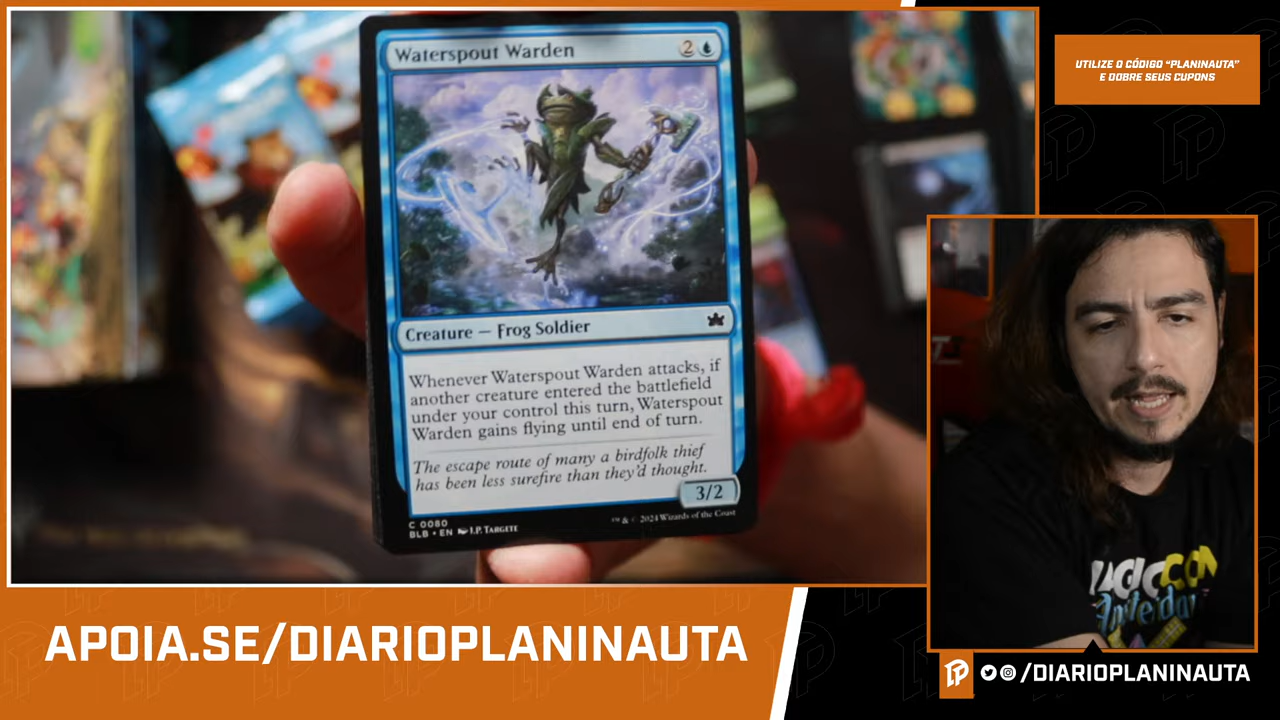 Waterspout Warden
2
Creature — Frog Soldier
Whenever Waterspout Warden attacks, if
another creature entered the battlefield
under your control this turn, Waterspout
Warden gains flying until end of turn.
The escape route of many a birdfolk thief
has been less surefire than they'd thought.
3/2
C 0080
BLB • EN I.P. TARGETE
™ & © 2024 Wizards of the Coast
UTILIZE O CÓDIGO “PLANINAUTA”
E DOBRE SEUS CUPONS
APOIA.SE/DIARIOPLANINAUTA
/DIARIOPLANINAUTA